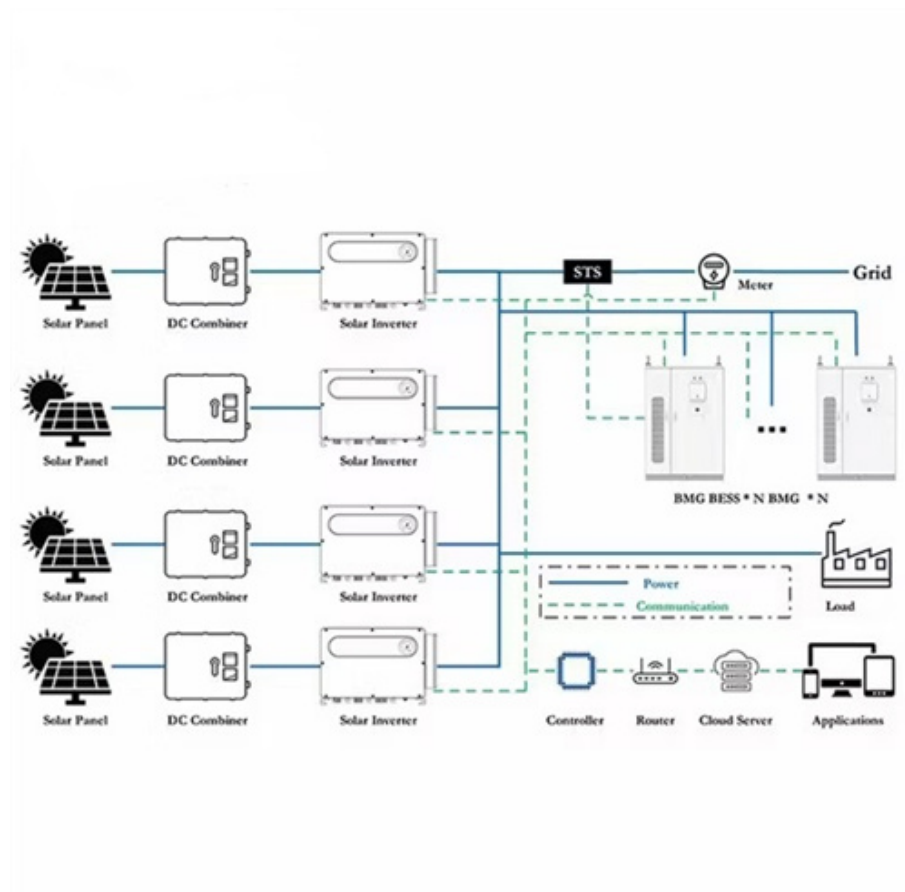 STS
Grid
Meter
Solar Panel
DC Combiner
Solar Inverter
Solar Panel
DC Combiner
Solar Inverter
BMG BESS * N BMG * N
Solar Panel
DC Combiner
Solar Inverter
Power
Communication
Load
Solar Panel
DC Combiner
Solar Inverter
Controller
Router
Cloud Server
Applications